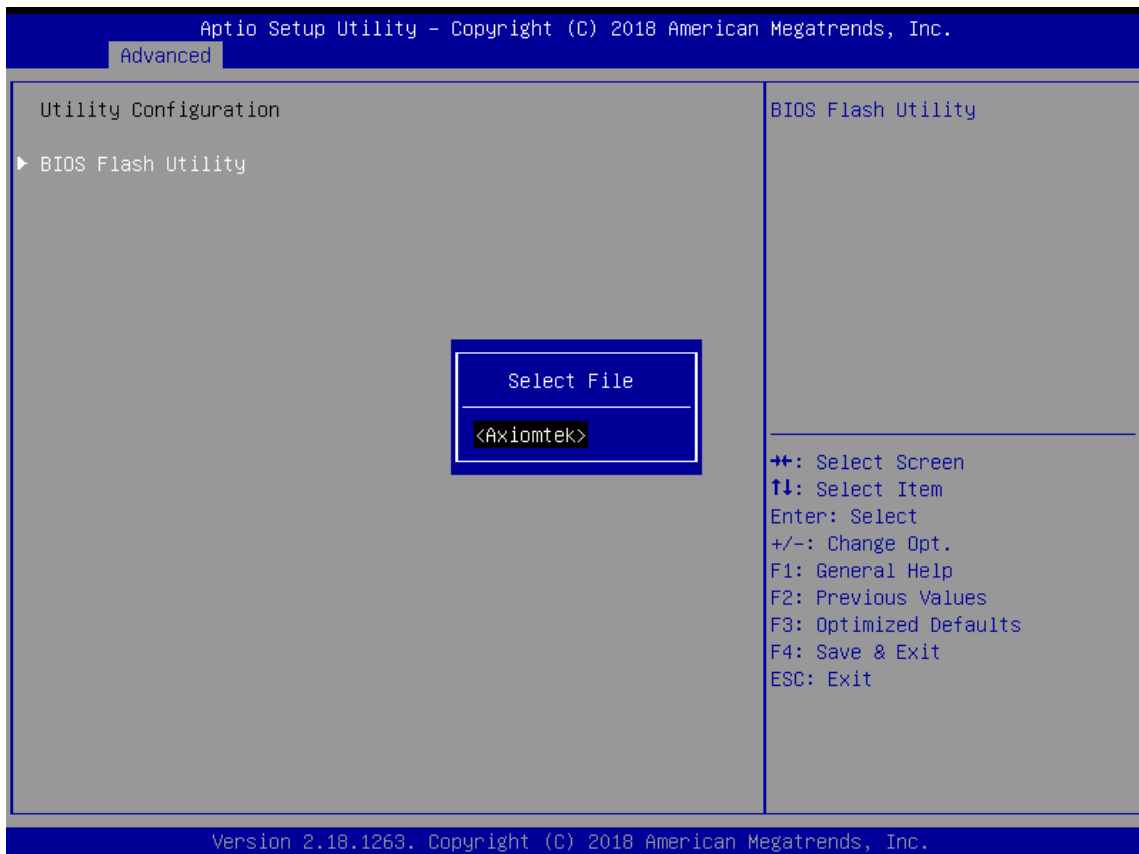 Aptio Setup Utility – Copyright (C) 2018 American Megatrends, Inc.
Advanced
Utility Configuration
▶ BIOS Flash Utility
Select File
<Axiomtek>
BIOS Flash Utility
→←: Select Screen
↑↓: Select Item
Enter: Select
+/-: Change Opt.
F1: General Help
F2: Previous Values
F3: Optimized Defaults
F4: Save & Exit
ESC: Exit
Version 2.18.1263. Copyright (C) 2018 American Megatrends, Inc.